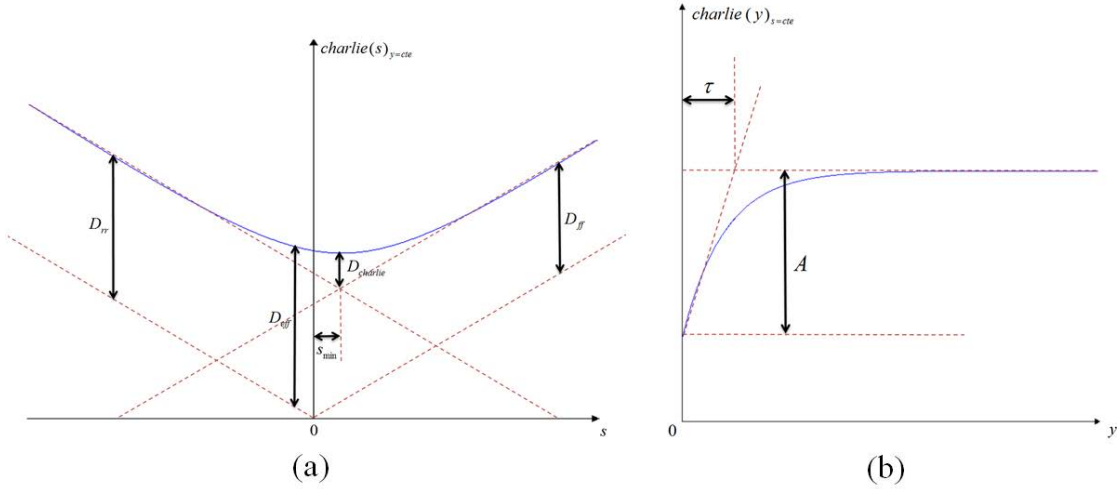 charlie(s)y=cte
Drr
Dff
Dcharlie
Deff
smin
0
s
(a)
charlie(y)s=cte
τ
A
0
y
(b)